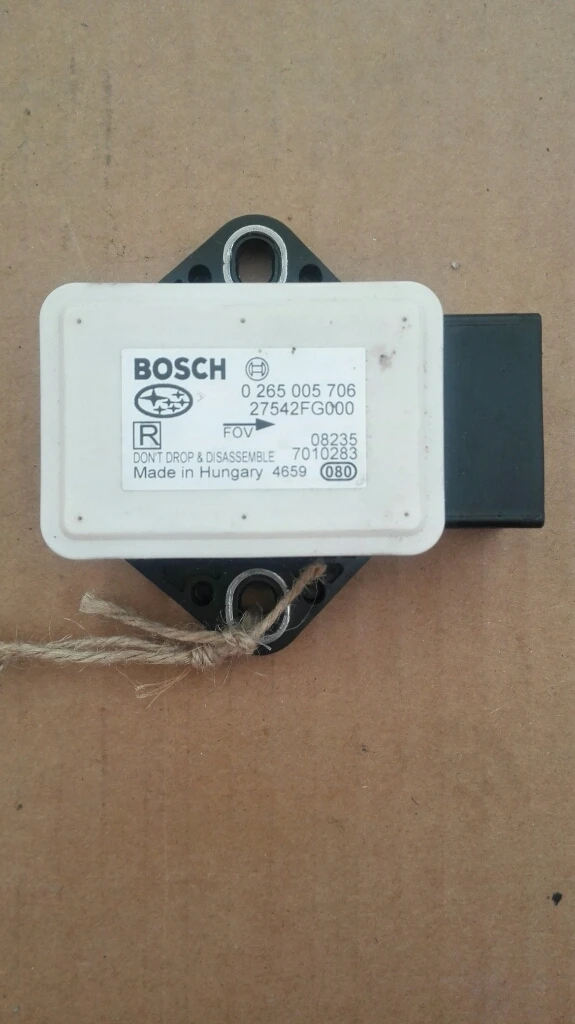 BOSCH
0 265 005 706
27542FG000
R
FOV
08235
DON'T DROP & DISASSEMBLE 7010283
Made in Hungary 4659 080